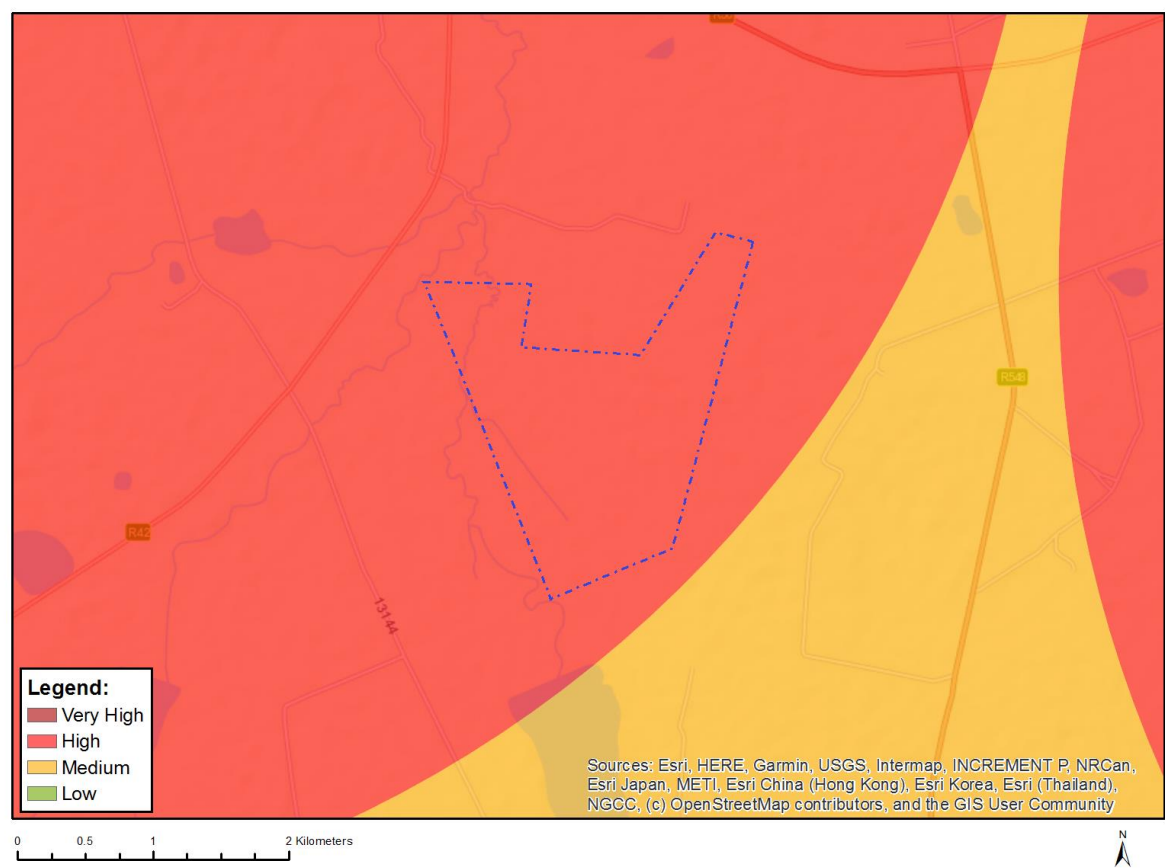 R42
R548
13144
Legend:
Very High
High
Medium
Low
Sources: Esri, HERE, Garmin, USGS, Intermap, INCREMENT P, NRCan,
Esri Japan, METI, Esri China (Hong Kong), Esri Korea, Esri (Thailand),
NGCC, (c) OpenStreetMap contributors, and the GIS User Community
0 0.5 1 2 Kilometers
N